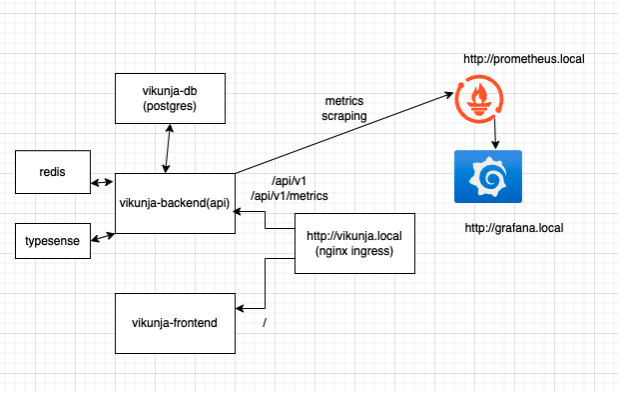 http://prometheus.local
vikunja-db
(postgres)
metrics
scraping
redis
/api/v1
/api/v1/metrics
vikunja-backend(api)
http://grafana.local
typesense
http://vikunja.local
(nginx ingress)
vikunja-frontend
/